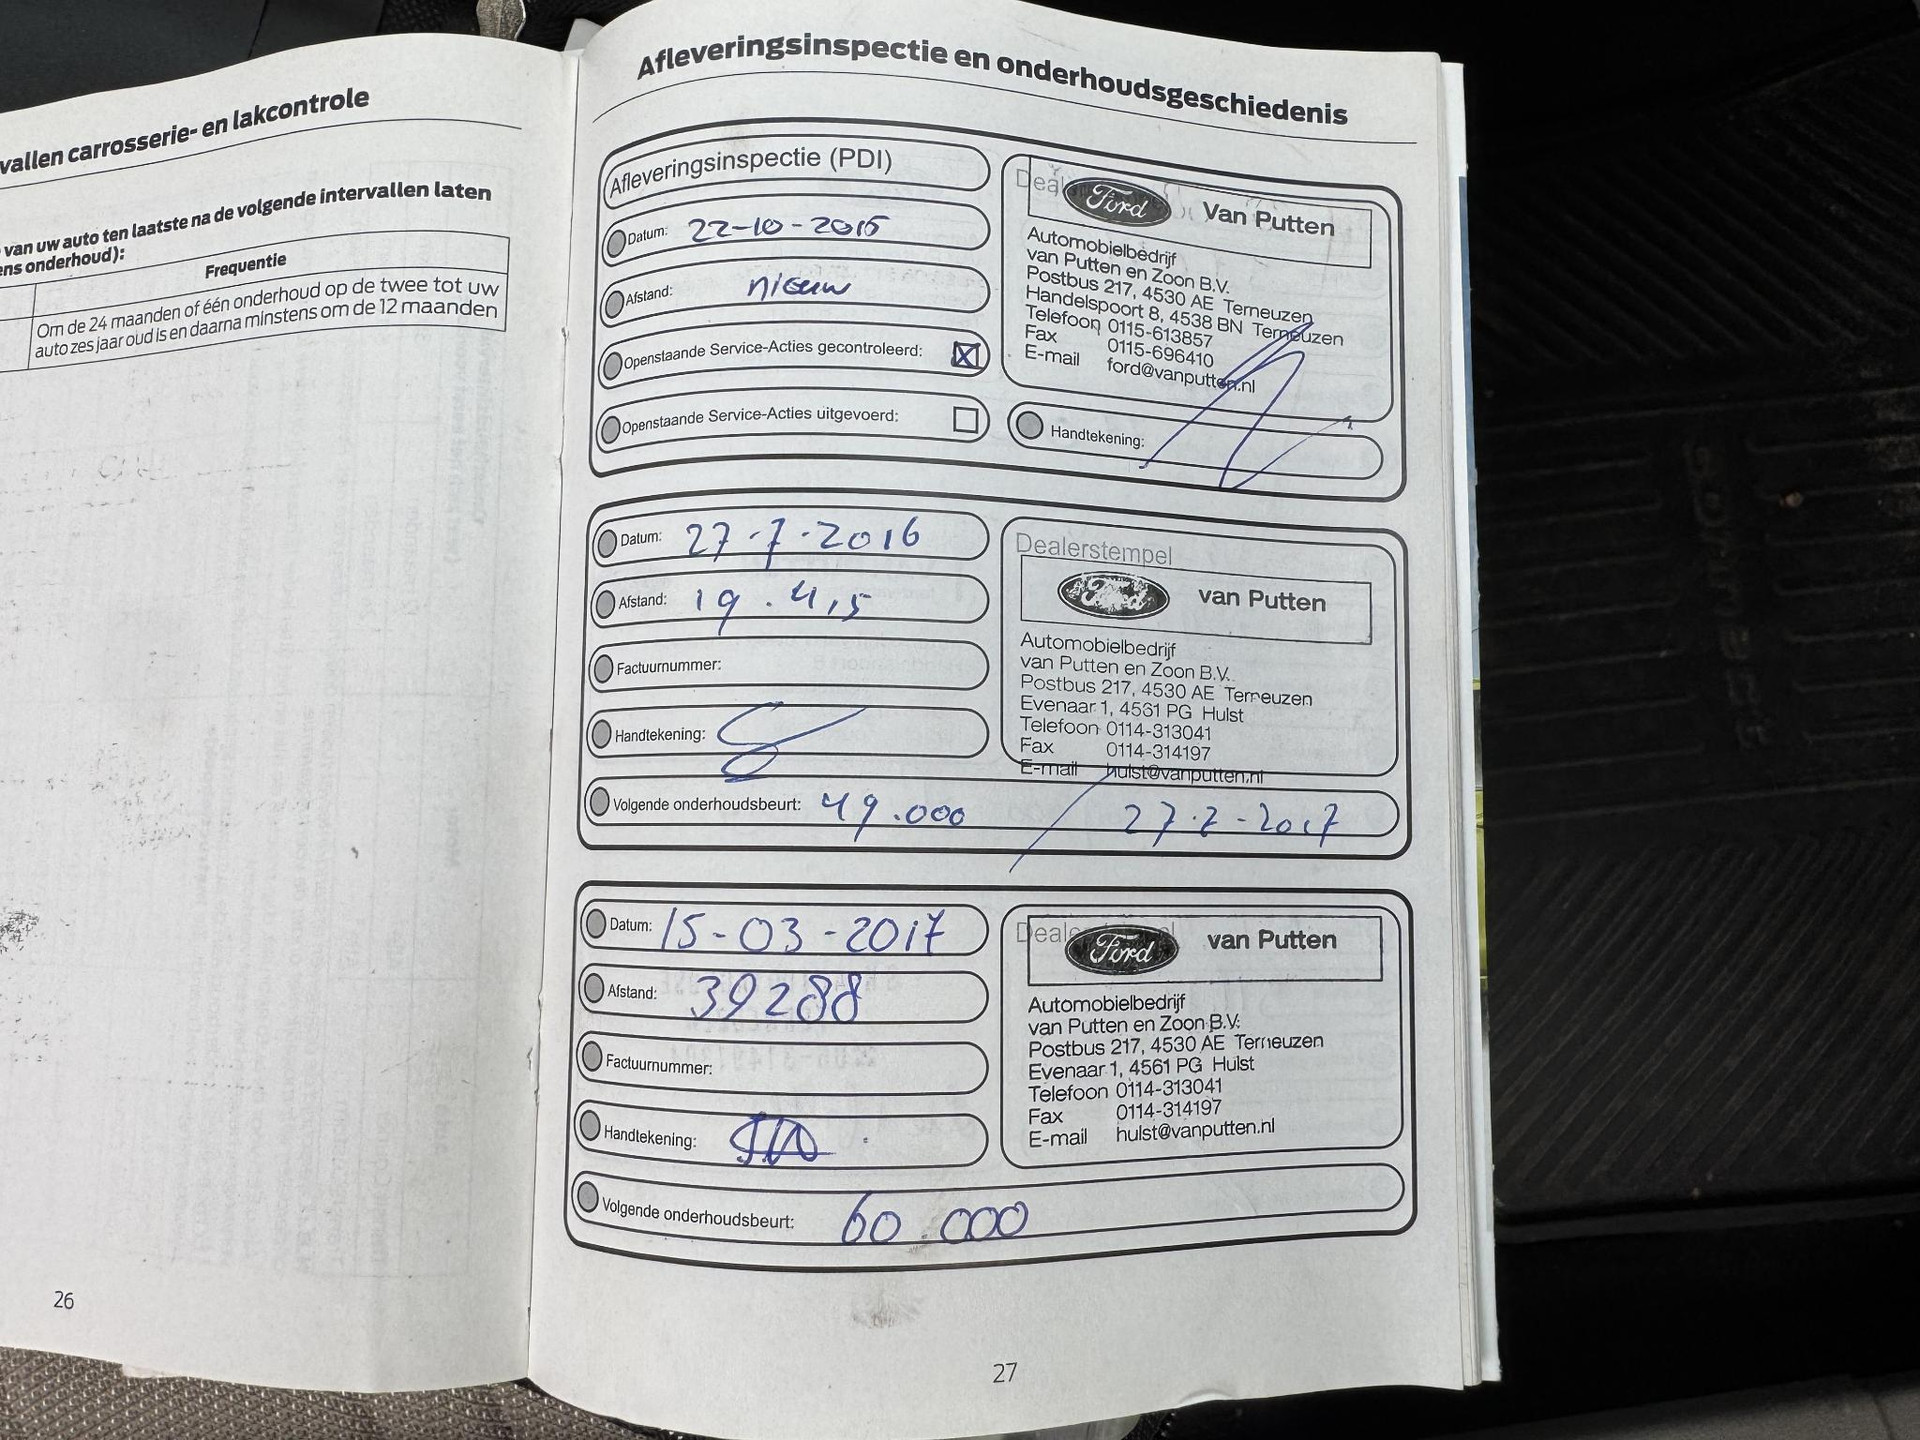 vallen carrosserie- en lakcontrole
van uw auto ten laatste na de volgende intervallen laten
ens onderhoud):
Frequentie
Om de 24 maanden of één onderhoud op de twee tot uw
auto zes jaar oud is en daarna minstens om de 12 maanden
26
Afleveringsinspectie en onderhoudsgeschiedenis
Afleveringsinspectie (PDI)
Datum: 22-10-2015
Afstand: nieuw
Openstaande Service-Acties gecontroleerd:
Openstaande Service-Acties uitgevoerd:
Deal
Ford Van Putten
Automobielbedrijf
van Putten en Zoon B.V.
Postbus 217, 4530 AE Terneuzen
Handelspoort 8, 4538 BN Terneuzen
Telefoon 0115-613857
Fax 0115-696410
E-mail ford@vanputten.nl
Handtekening:
Datum: 27-7-2016
Afstand: 19.415
Factuurnummer:
Handtekening:
Dealerstempel
Ford van Putten
Automobielbedrijf
van Putten en Zoon B.V.
Postbus 217, 4530 AE Terneuzen
Evenaar 1, 4561 PG Hulst
Telefoon 0114-313041
Fax 0114-314197
E-mail hulst@vanputten.nl
Volgende onderhoudsbeurt: 49.000 / 27-7-2017
Datum: 15-03-2017
Afstand: 39288
Factuurnummer:
Handtekening:
Dealerstempel
Ford van Putten
Automobielbedrijf
van Putten en Zoon B.V.
Postbus 217, 4530 AE Terneuzen
Evenaar 1, 4561 PG Hulst
Telefoon 0114-313041
Fax 0114-314197
E-mail hulst@vanputten.nl
Volgende onderhoudsbeurt: 60.000
27